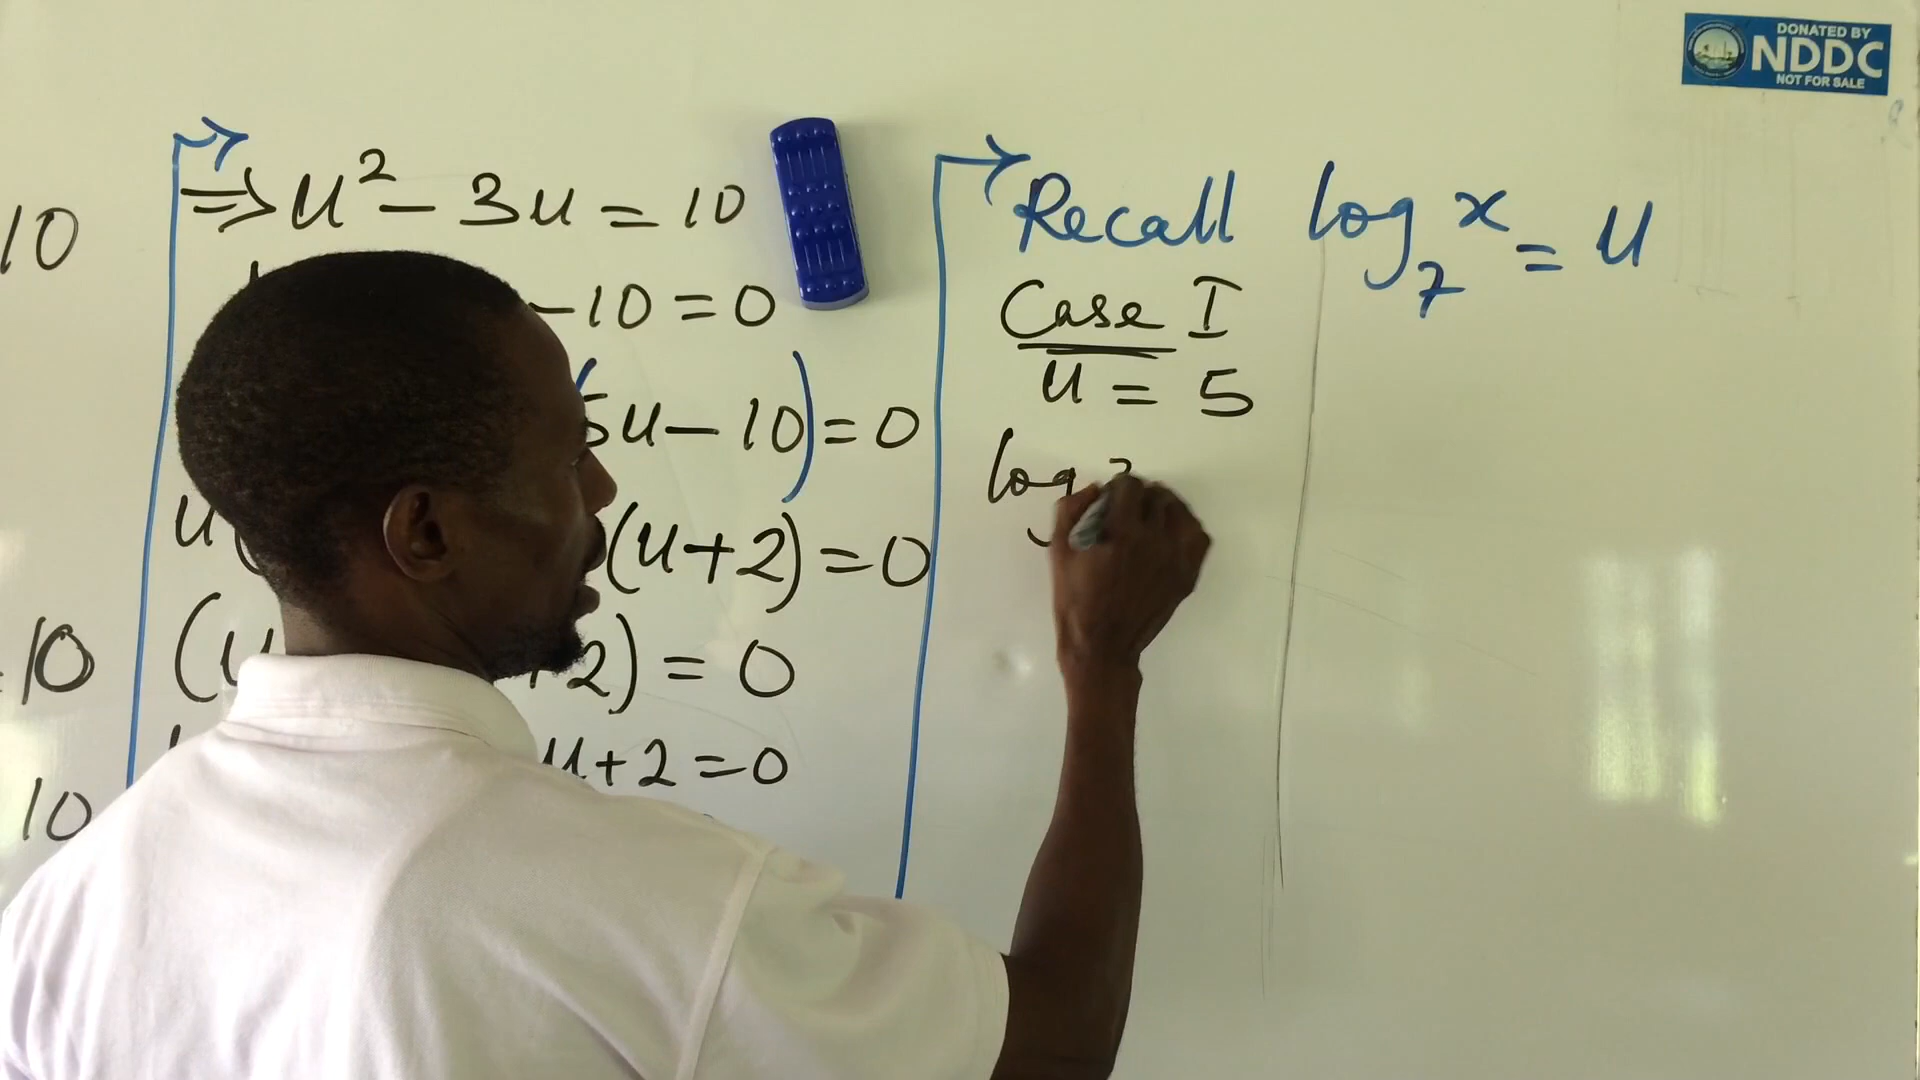 DONATED BY
NDDC
NOT FOR SALE
10
10
10
⇒ u² - 3u = 10
-10 = 0
5u - 10) = 0
u( (u+2) = 0
(u +2) = 0
u+2 = 0
Recall log₇ x = u
Case I
u = 5
log